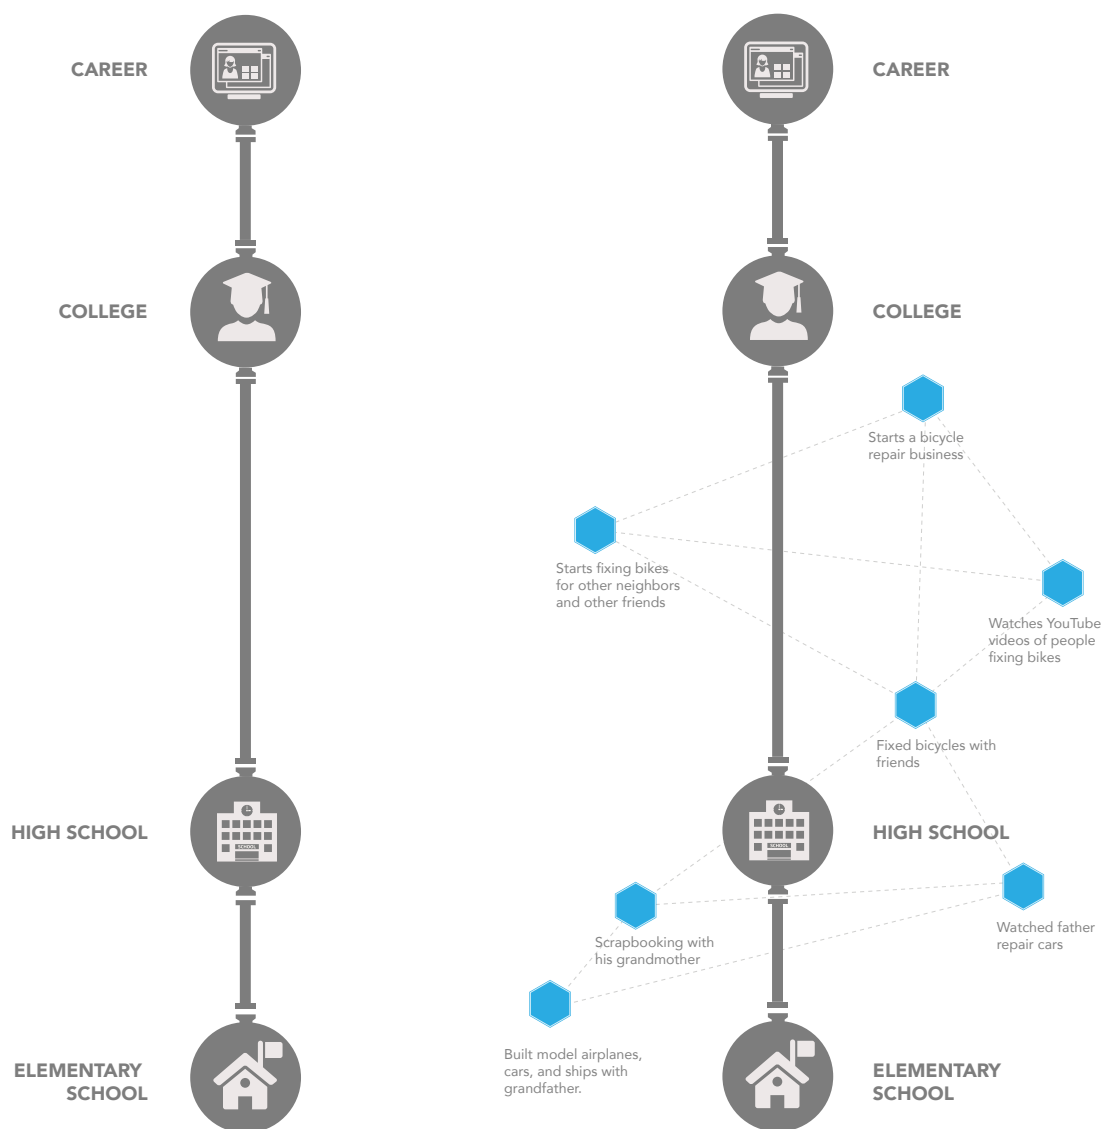 CAREER
CAREER
COLLEGE
COLLEGE
Starts a bicycle
repair business
Starts fixing bikes
for other neighbors
and other friends
Watches YouTube
videos of people
fixing bikes
Fixed bicycles with
friends
HIGH SCHOOL
SCHOOL
SCHOOL
HIGH SCHOOL
Scrapbooking with
his grandmother
Watched father
repair cars
Built model airplanes,
cars, and ships with
grandfather.
ELEMENTARY
SCHOOL
ELEMENTARY
SCHOOL